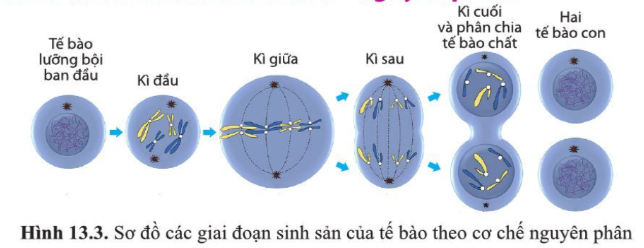 Tế bào
lưỡng bội
ban đầu
Kì đầu
Kì giữa
Kì sau
Kì cuối
và phân chia
tế bào chất
Hai
tế bào con
Hình 13.3. Sơ đồ các giai đoạn sinh sản của tế bào theo cơ chế nguyên phân